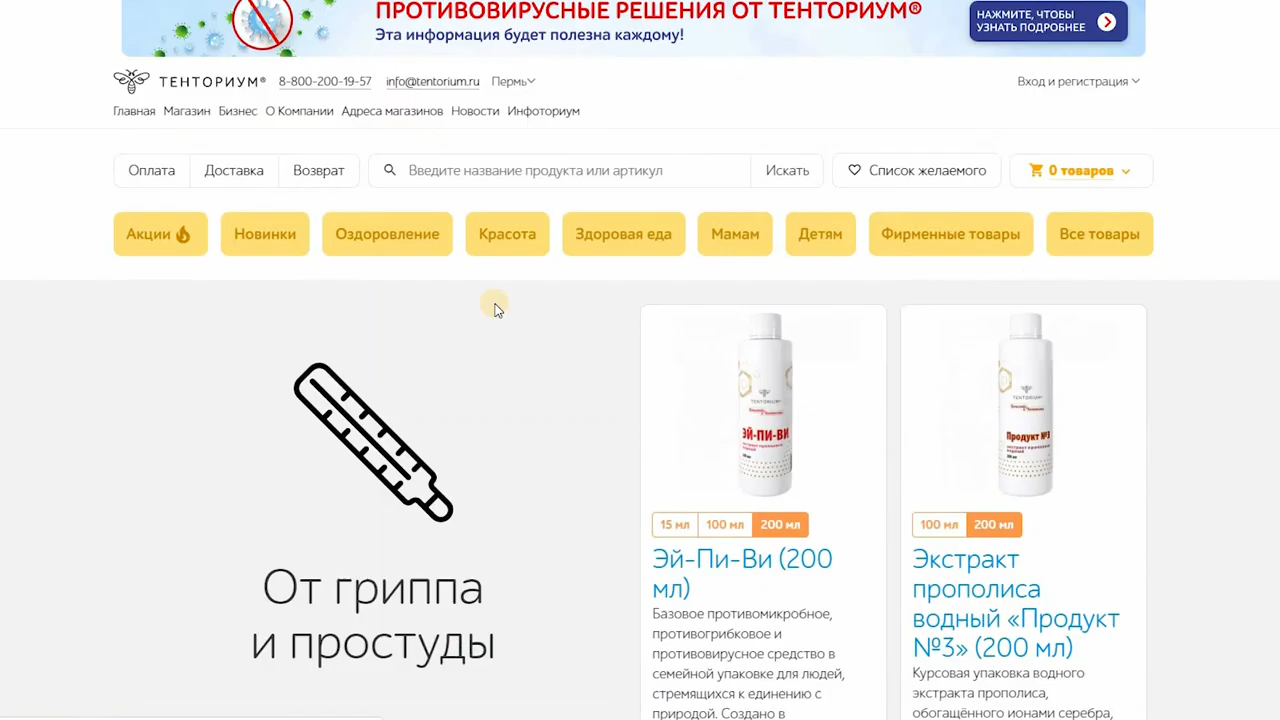 ПРОТИВОВИРУСНЫЕ РЕШЕНИЯ ОТ ТЕНТОРИУМ®
Эта информация будет полезна каждому!
НАЖМИТЕ, ЧТОБЫ
УЗНАТЬ ПОДРОБНЕЕ
ТЕНТОРИУМ® 8-800-200-19-57 info@tentorium.ru Пермь Вход и регистрация
Главная Магазин Бизнес О Компании Адреса магазинов Новости Инфоториум
Оплата Доставка Возврат Введите название продукта или артикул Искать Список желаемого 0 товаров
Акции Новинки Оздоровление Красота Здоровая еда Мамам Детям Фирменные товары Все товары
От гриппа
и простуды
ТЕНТОРИУМ
ЭЙ-ПИ-ВИ
15 мл 100 мл 200 мл
Эй-Пи-Ви (200
мл)
Базовое противомикробное,
противогрибковое и
противовирусное средство в
семейной упаковке для людей,
стремящихся к единению с
природой. Создано в
ТЕНТОРИУМ
Продукт №3
100 мл 200 мл
Экстракт
прополиса
водный «Продукт
№3» (200 мл)
Курсовая упаковка водного
экстракта прополиса,
обогащённого ионами серебра,